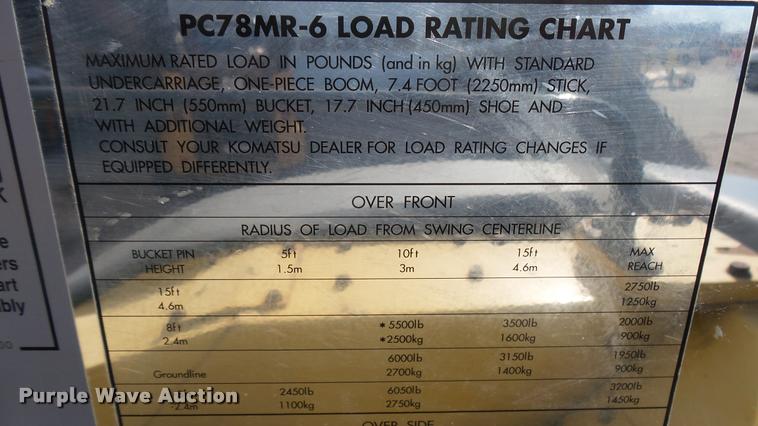 PC78MR-6 LOAD RATING CHART
MAXIMUM RATED LOAD IN POUNDS (and in kg) WITH STANDARD
UNDERCARRIAGE, ONE-PIECE BOOM, 7.4 FOOT (2250mm) STICK,
21.7 INCH (550mm) BUCKET, 17.7 INCH (450mm) SHOE AND
WITH ADDITIONAL WEIGHT.
CONSULT YOUR KOMATSU DEALER FOR LOAD RATING CHANGES IF
EQUIPPED DIFFERENTLY.
OVER FRONT
RADIUS OF LOAD FROM SWING CENTERLINE
BUCKET PIN 5ft 10ft 15ft MAX
HEIGHT 1.5m 3m 4.6m REACH
15ft 2750lb
4.6m 1250kg
8ft *5500lb 3500lb 2000lb
2.4m *2500kg 1600kg 900kg
6000lb 3150lb 1950lb
Groundline 2700kg 1400kg 900kg
2450lb 6050lb 3200lb
-2.4m 1100kg 2750kg 1450kg
OVER SIDE
Purple Wave Auction